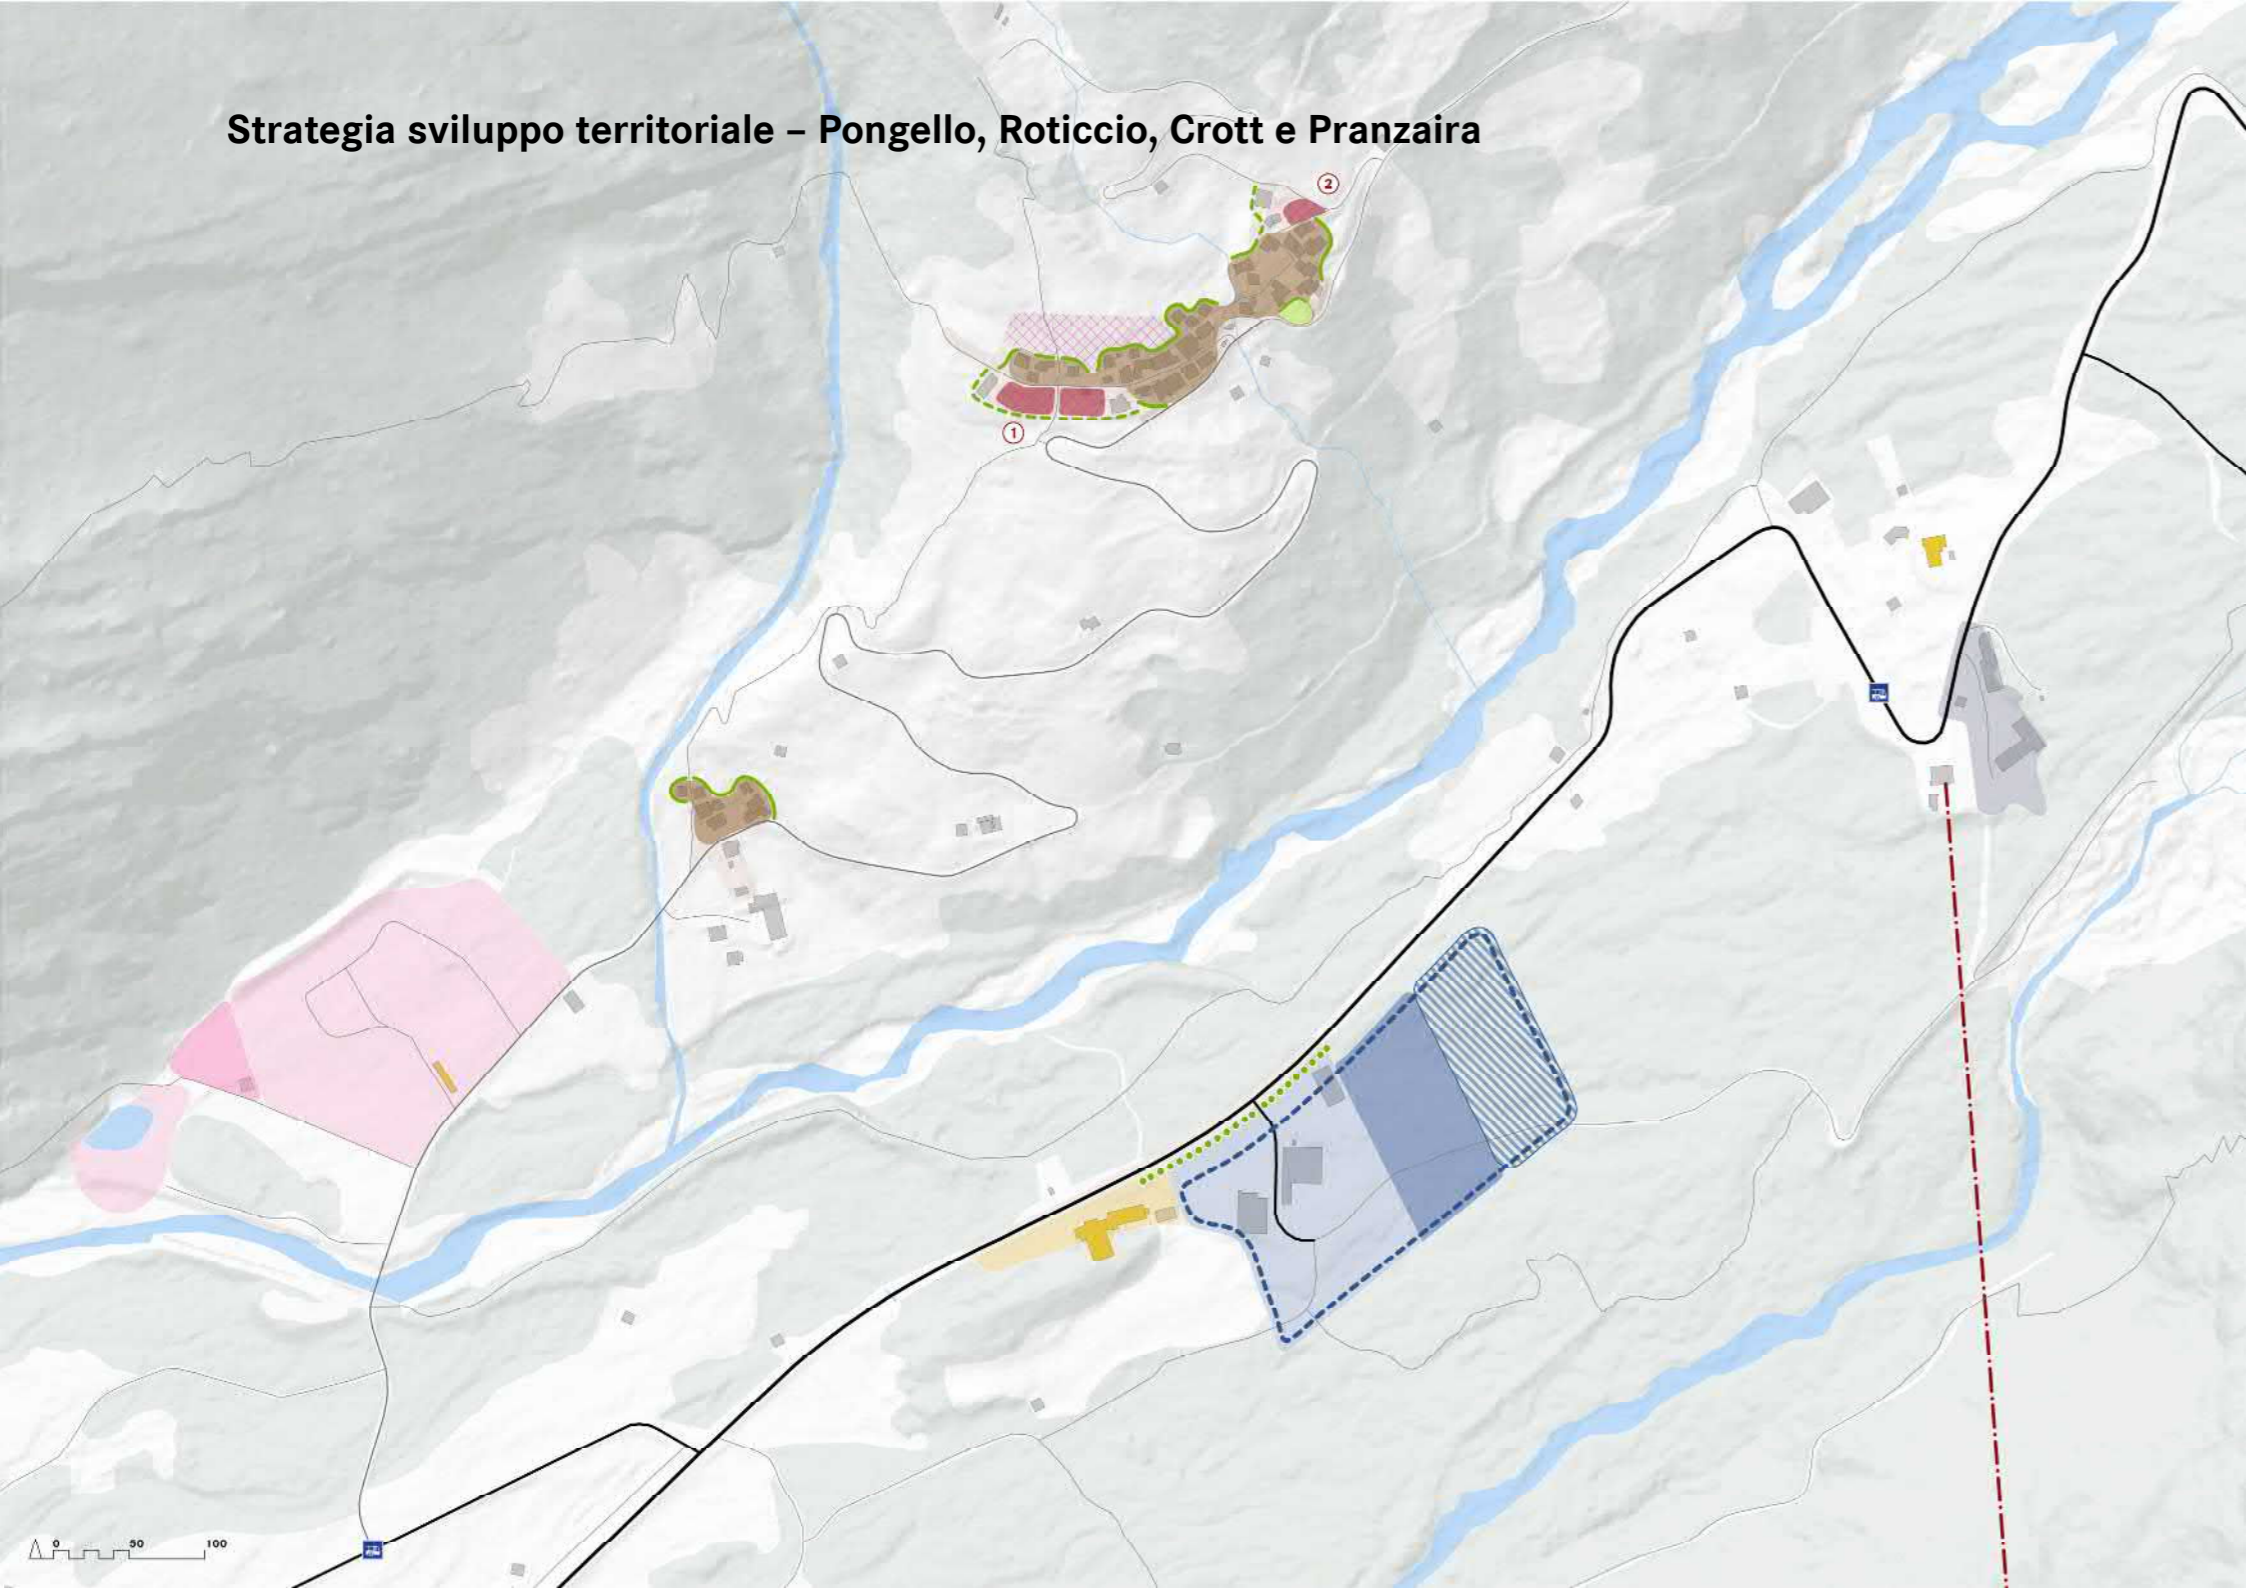 Strategia sviluppo territoriale – Pongello, Roticcio, Crott e Pranzaira
2
1
0 50 100